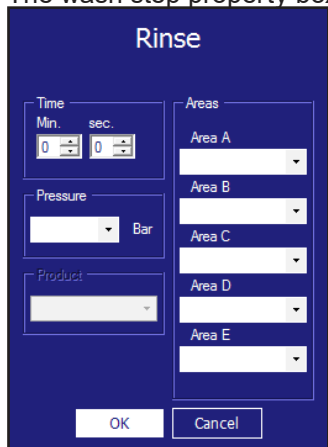 The wash step property box
Rinse
Time
Min. sec.
0 0
Pressure
Bar
Product
Areas
Area A
Area B
Area C
Area D
Area E
OK Cancel